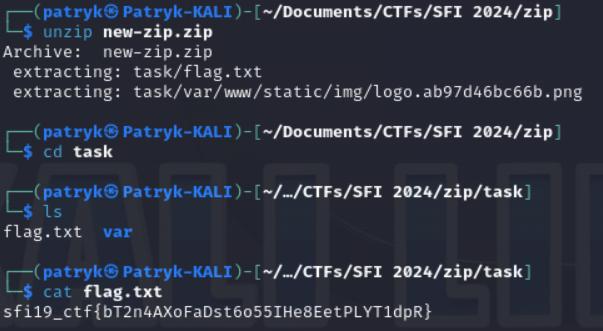 ┌──(patryk㉿Patryk-KALI)-[~/Documents/CTFs/SFI 2024/zip]
└─$ unzip new-zip.zip
Archive:  new-zip.zip
 extracting: task/flag.txt
 extracting: task/var/www/static/img/logo.ab97d46bc66b.png
┌──(patryk㉿Patryk-KALI)-[~/Documents/CTFs/SFI 2024/zip]
└─$ cd task
┌──(patryk㉿Patryk-KALI)-[~/…/CTFs/SFI 2024/zip/task]
└─$ ls
flag.txt  var
┌──(patryk㉿Patryk-KALI)-[~/…/CTFs/SFI 2024/zip/task]
└─$ cat flag.txt
sfi19_ctf{bT2n4AXoFaDst6o55IHe8EetPLYT1dpR}